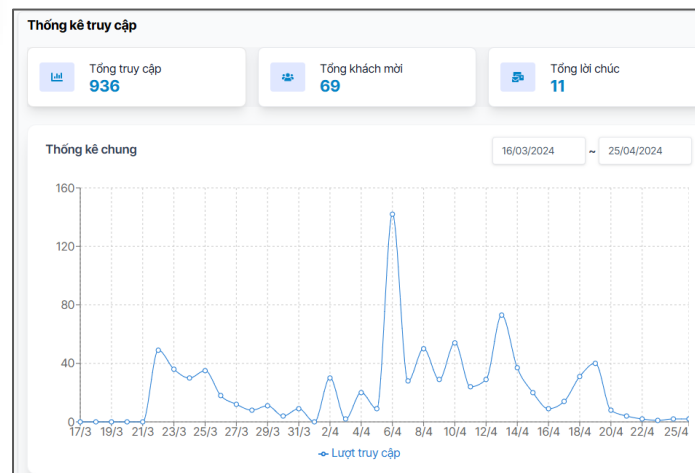 Thống kê truy cập
Tổng truy cập
936
Tổng khách mời
69
Tổng lời chúc
11
Thống kê chung
16/03/2024 ~ 25/04/2024
160
120
80
40
0
17/3 19/3 21/3 23/3 25/3 27/3 29/3 31/3 2/4 4/4 6/4 8/4 10/4 12/4 14/4 16/4 18/4 20/4 22/4 25/4
Lượt truy cập